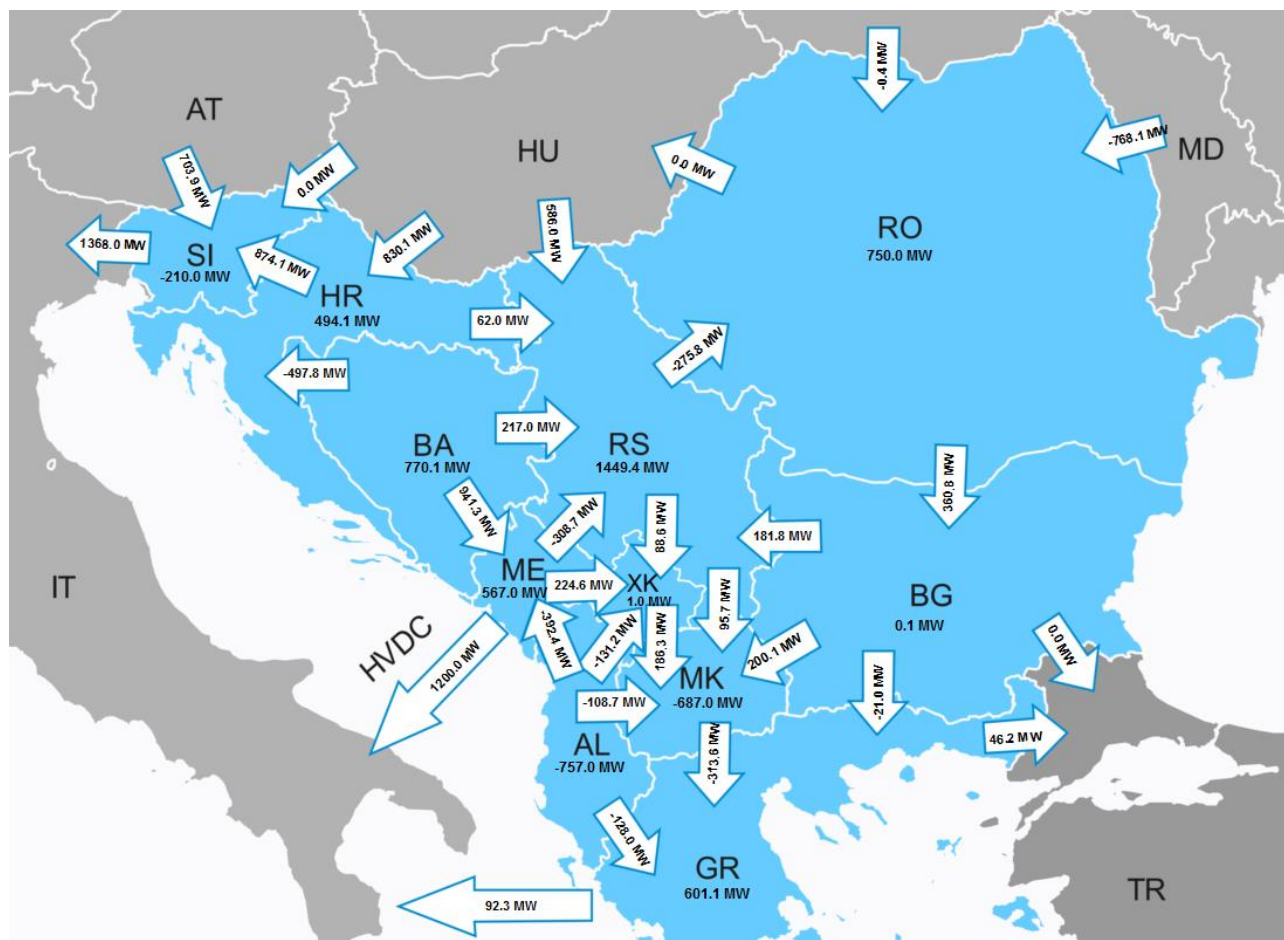 -0.4 MW
AT
-768.1 MW
MD
HU
703.9 MW
0.0 MW
0.0 MW
586.0 MW
RO
750.0 MW
1368.0 MW
SI
-210.0 MW
874.1 MW
830.1 MW
HR
494.1 MW
62.0 MW
-275.8 MW
-497.8 MW
217.0 MW
BA
770.1 MW
RS
1449.4 MW
941.3 MW
360.8 MW
-308.7 MW
88.6 MW
181.8 MW
ME
567.0 MW
224.6 MW
XK
1.0 MW
95.7 MW
BG
0.1 MW
IT
HVDC
1200.0 MW
-392.4 MW
-131.2 MW
186.3 MW
200.1 MW
0.0 MW
MK
-687.0 MW
-21.0 MW
-108.7 MW
AL
-757.0 MW
46.2 MW
-313.6 MW
-128.0 MW
GR
601.1 MW
TR
92.3 MW